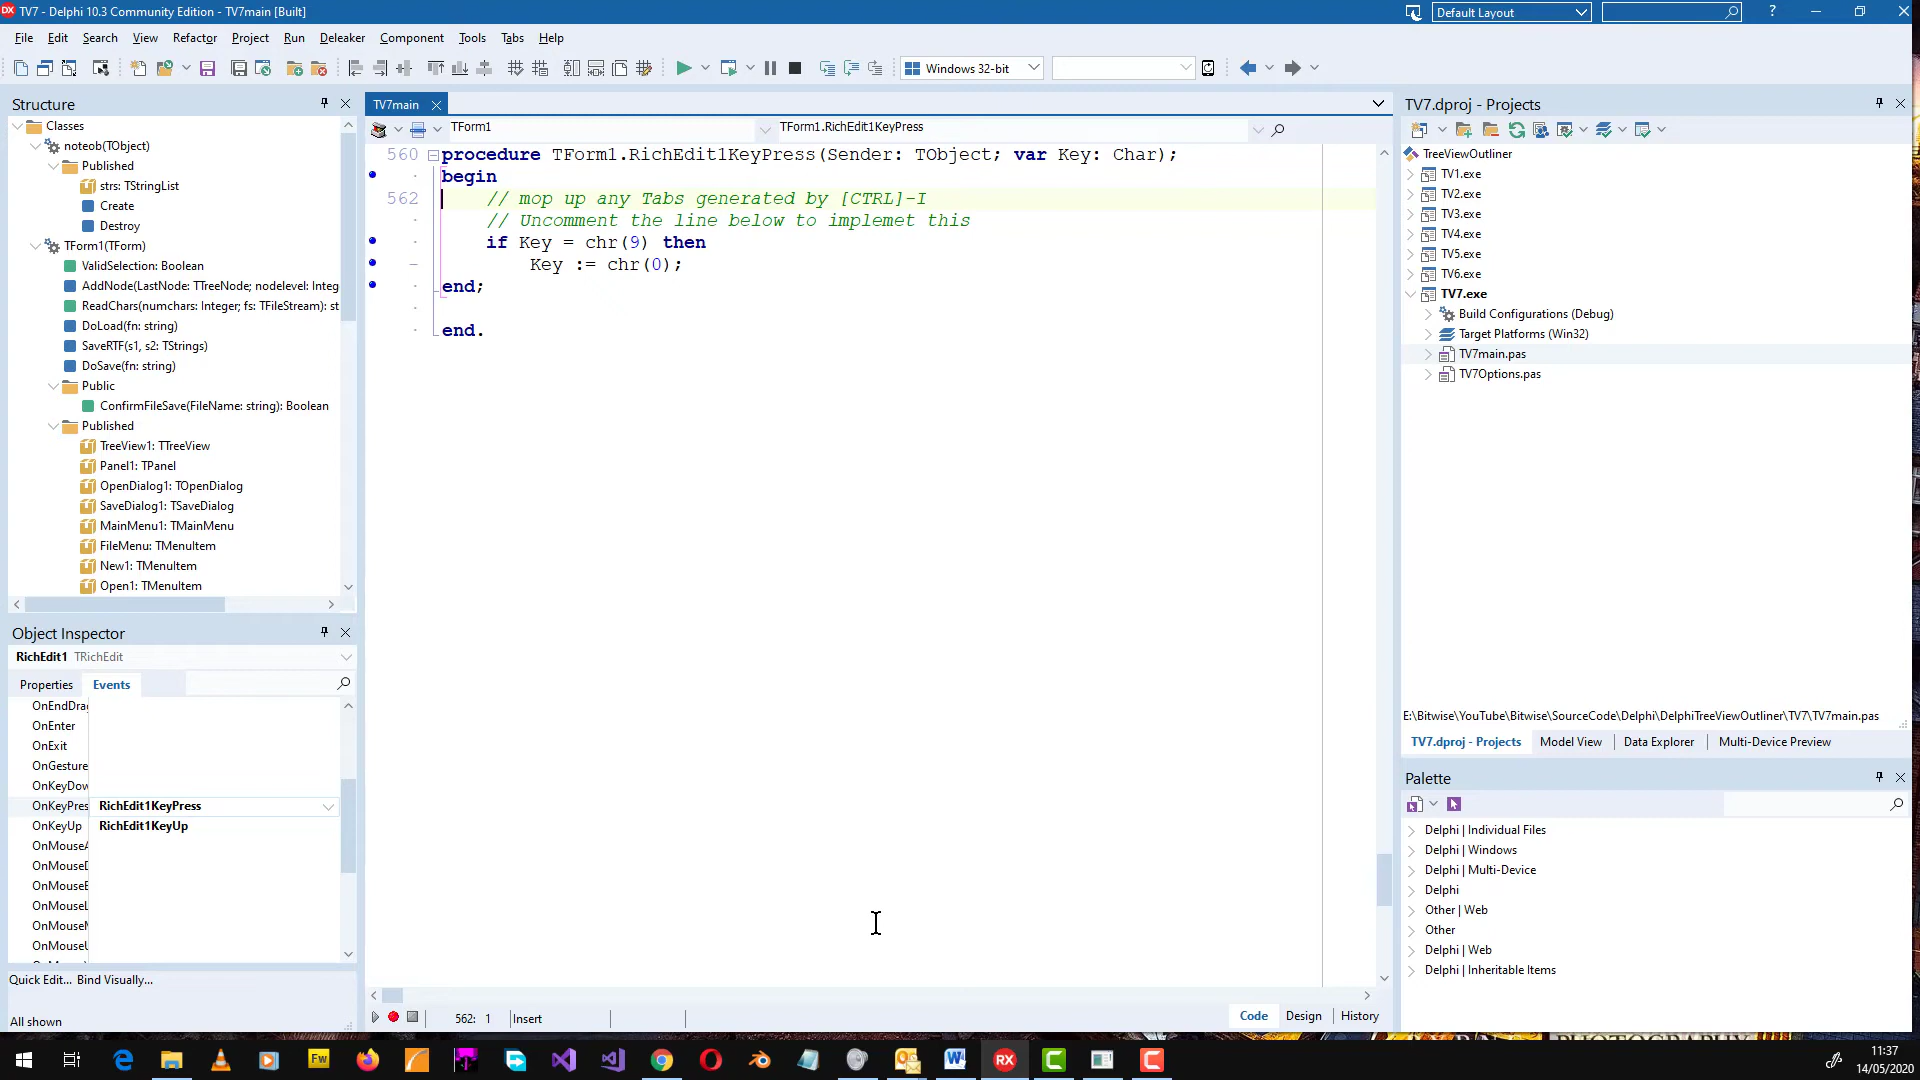 TV7 - Delphi 10.3 Community Edition - TV7main [Built]
Default Layout
File Edit Search View Refactor Project Run Deleaker Component Tools Tabs Help
Windows 32-bit
Structure
Classes
noteob(TObject)
Published
strs: TStringList
Create
Destroy
TForm1(TForm)
ValidSelection: Boolean
AddNode(LastNode: TTreeNode; nodelevel: Integ
ReadChars(numchars: Integer; fs: TFileStream): st
DoLoad(fn: string)
SaveRTF(s1, s2: TStrings)
DoSave(fn: string)
Public
ConfirmFileSave(FileName: string): Boolean
Published
TreeView1: TTreeView
Panel1: TPanel
OpenDialog1: TOpenDialog
SaveDialog1: TSaveDialog
MainMenu1: TMainMenu
FileMenu: TMenuItem
New1: TMenuItem
Open1: TMenuItem
Object Inspector
RichEdit1 TRichEdit
Properties Events
OnEndDra
OnEnter
OnExit
OnGesture
OnKeyDow
OnKeyPres RichEdit1KeyPress
OnKeyUp RichEdit1KeyUp
OnMouseA
OnMouseD
OnMouseE
OnMouseL
OnMouseM
OnMouseU
Quick Edit... Bind Visually...
All shown
TV7main
TForm1 TForm1.RichEdit1KeyPress
560 procedure TForm1.RichEdit1KeyPress(Sender: TObject; var Key: Char);
begin
562 // mop up any Tabs generated by [CTRL]-I
// Uncomment the line below to implemet this
if Key = chr(9) then
Key := chr(0);
end;
end.
562: 1 Insert
Code Design History
TV7.dproj - Projects
TreeViewOutliner
TV1.exe
TV2.exe
TV3.exe
TV4.exe
TV5.exe
TV6.exe
TV7.exe
Build Configurations (Debug)
Target Platforms (Win32)
TV7main.pas
TV7Options.pas
E:\Bitwise\YouTube\Bitwise\SourceCode\Delphi\DelphiTreeViewOutliner\TV7\TV7main.pas
TV7.dproj - Projects Model View Data Explorer Multi-Device Preview
Palette
Delphi | Individual Files
Delphi | Windows
Delphi | Multi-Device
Delphi
Other | Web
Other
Delphi | Web
Delphi | Inheritable Items
11:37
14/05/2020